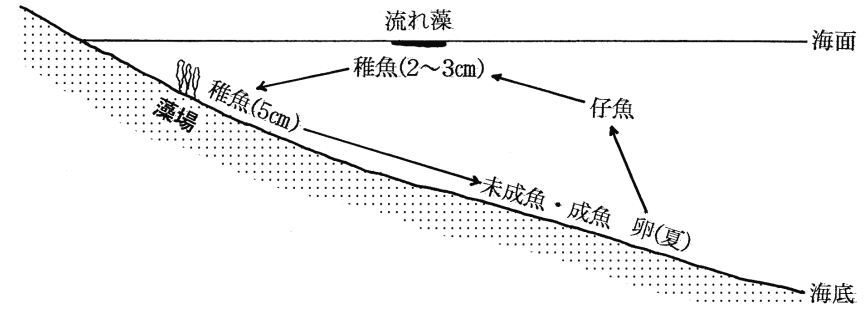 流れ藻
海面
稚魚(2～3cm)
仔魚
稚魚(5cm)
藻場
未成魚・成魚
卵(夏)
海底